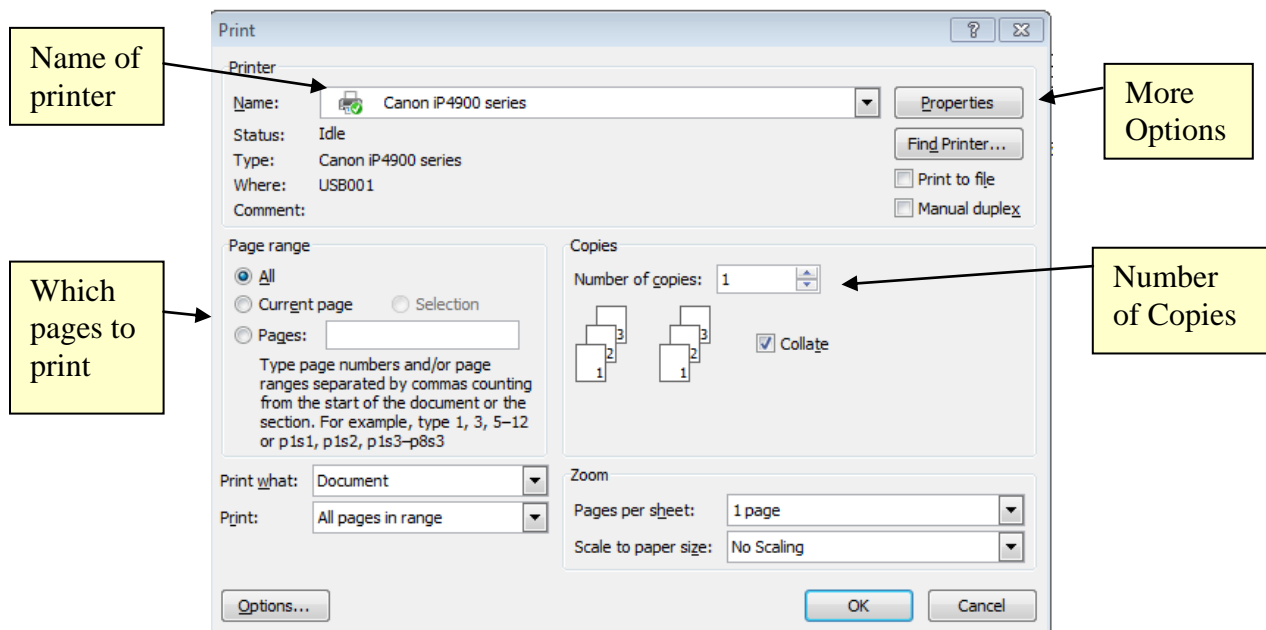 Print
Name of
printer
Printer
Name: Canon iP4900 series Properties
More
Options
Status: Idle
Find Printer...
Type: Canon iP4900 series
Where: USB001
Print to file
Comment:
Manual duplex
Which
pages to
print
Page range
All
Current page Selection
Pages:
Type page numbers and/or page
ranges separated by commas counting
from the start of the document or the
section. For example, type 1, 3, 5–12
or p1s1, p1s2, p1s3–p8s3
Copies
Number of copies: 1
3 3
2 2
1 1
Collate
Number
of Copies
Print what: Document
Print: All pages in range
Zoom
Pages per sheet: 1 page
Scale to paper size: No Scaling
Options... OK Cancel